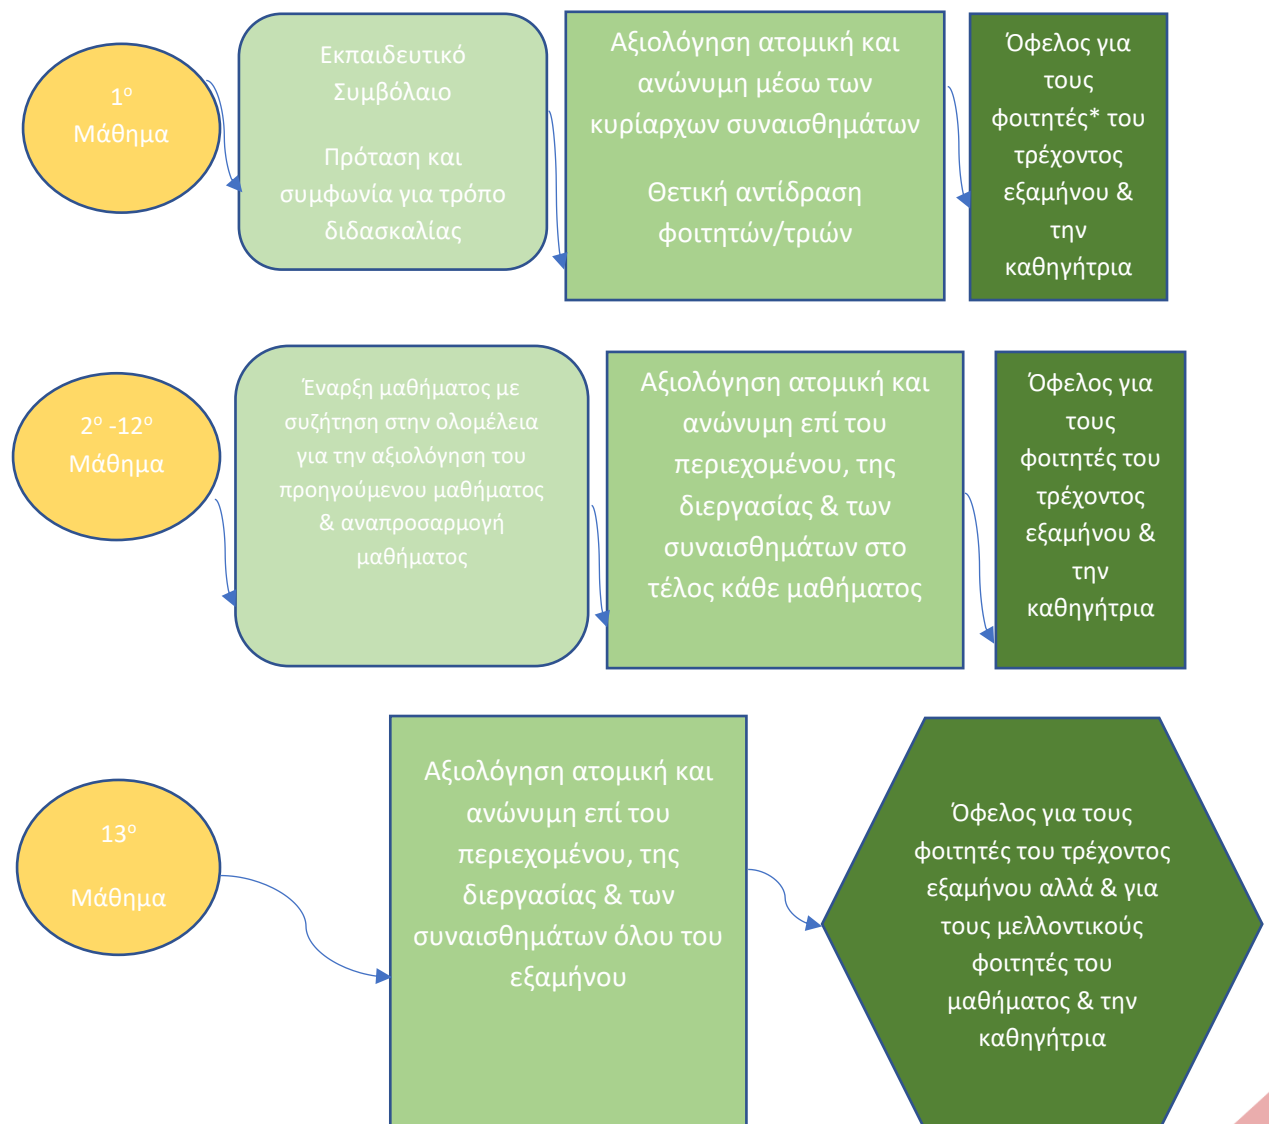 1ο
Μάθημα
Εκπαιδευτικό
Συμβόλαιο
Πρόταση και
συμφωνία για τρόπο
διδασκαλίας
Αξιολόγηση ατομική και
ανώνυμη μέσω των
κυρίαρχων συναισθημάτων
Θετική αντίδραση
φοιτητών/τριών
Όφελος για
τους
φοιτητές* του
τρέχοντος
εξαμήνου &
την
καθηγήτρια
2ο -12ο
Μάθημα
Έναρξη μαθήματος με
συζήτηση στην ολομέλεια
για την αξιολόγηση του
προηγούμενου μαθήματος
& αναπροσαρμογή
μαθήματος
Αξιολόγηση ατομική και
ανώνυμη επί του
περιεχομένου, της
διεργασίας & των
συναισθημάτων στο
τέλος κάθε μαθήματος
Όφελος για
τους
φοιτητές του
τρέχοντος
εξαμήνου &
την
καθηγήτρια
13ο
Μάθημα
Αξιολόγηση ατομική και
ανώνυμη επί του
περιεχομένου, της
διεργασίας & των
συναισθημάτων όλου του
εξαμήνου
Όφελος για τους
φοιτητές του τρέχοντος
εξαμήνου αλλά & για
τους μελλοντικούς
φοιτητές του
μαθήματος & την
καθηγήτρια